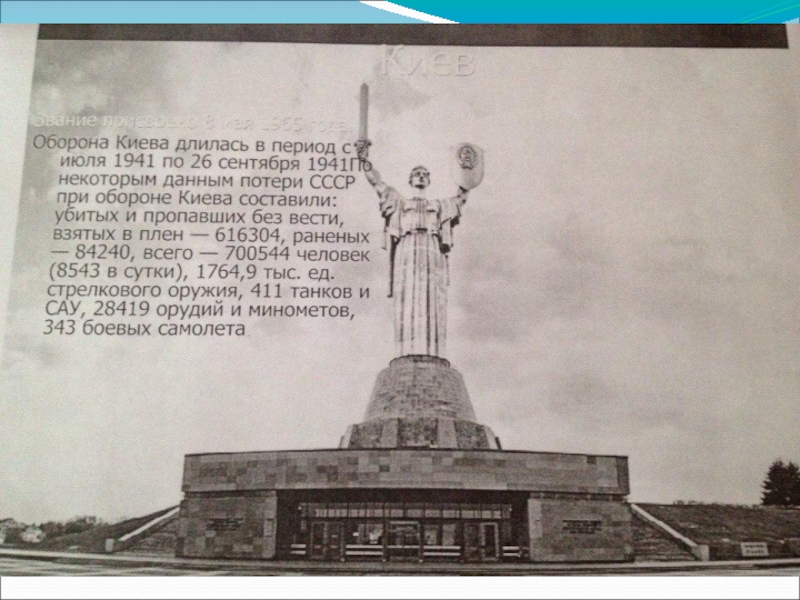 Киев
Звание присвоено 8 мая 1965 года.
Оборона Киева длилась в период с 7
июля 1941 по 26 сентября 1941По
некоторым данным потери СССР
при обороне Киева составили:
убитых и пропавших без вести,
взятых в плен — 616304, раненых
— 84240, всего — 700544 человек
(8543 в сутки), 1764,9 тыс. ед.
стрелкового оружия, 411 танков и
САУ, 28419 орудий и минометов,
343 боевых самолета